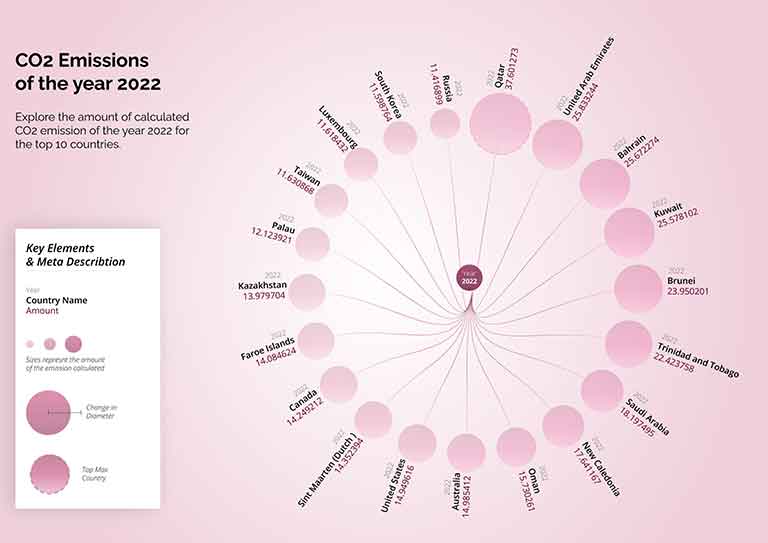 CO2 Emissions
of the year 2022
Explore the amount of calculated
CO2 emission of the year 2022 for
the top 10 countries.
Key Elements
& Meta Describtion
Year
Country Name
Amount
Sizes represnt the amount
of the emission calculated
Change in
Diameter
Top Max
Country
Year
2022
2022
Qatar
37.601273
2022
United Arab Emirates
25.833244
2022
Bahrain
25.672274
2022
Kuwait
25.578102
2022
Brunei
23.950201
2022
Trinidad and Tobago
22.423758
2022
Saudi Arabia
18.197495
2022
New Caledonia
17.641167
2022
Oman
15.730261
2022
Australia
14.985412
2022
United States
14.949616
2022
Sint Maarten (Dutch )
14.352394
2022
Canada
14.249212
2022
Faroe Islands
14.084624
2022
Kazakhstan
13.979704
2022
Palau
12.123921
2022
Taiwan
11.630868
2022
Luxembourg
11.618432
2022
South Korea
11.598764
2022
Russia
11.416899